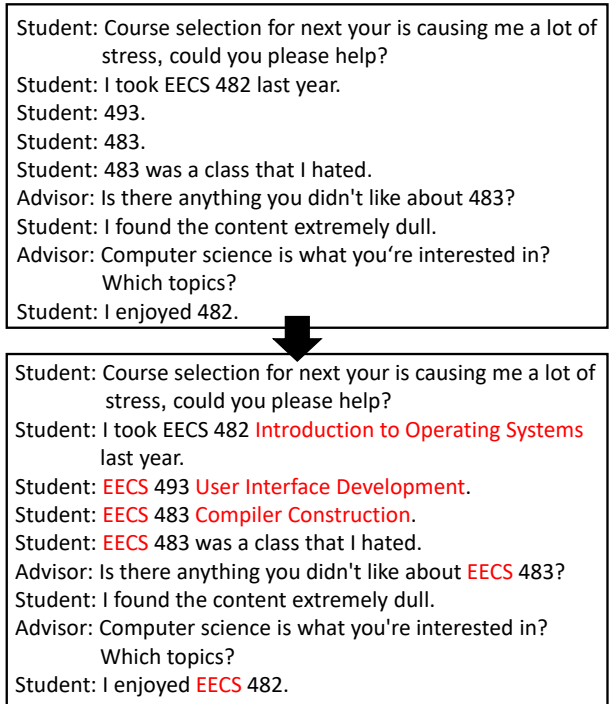 Student: Course selection for next your is causing me a lot of
stress, could you please help?
Student: I took EECS 482 last year.
Student: 493.
Student: 483.
Student: 483 was a class that I hated.
Advisor: Is there anything you didn't like about 483?
Student: I found the content extremely dull.
Advisor: Computer science is what you‘re interested in?
Which topics?
Student: I enjoyed 482.
Student: Course selection for next your is causing me a lot of
stress, could you please help?
Student: I took EECS 482 Introduction to Operating Systems
last year.
Student: EECS 493 User Interface Development.
Student: EECS 483 Compiler Construction.
Student: EECS 483 was a class that I hated.
Advisor: Is there anything you didn't like about EECS 483?
Student: I found the content extremely dull.
Advisor: Computer science is what you're interested in?
Which topics?
Student: I enjoyed EECS 482.